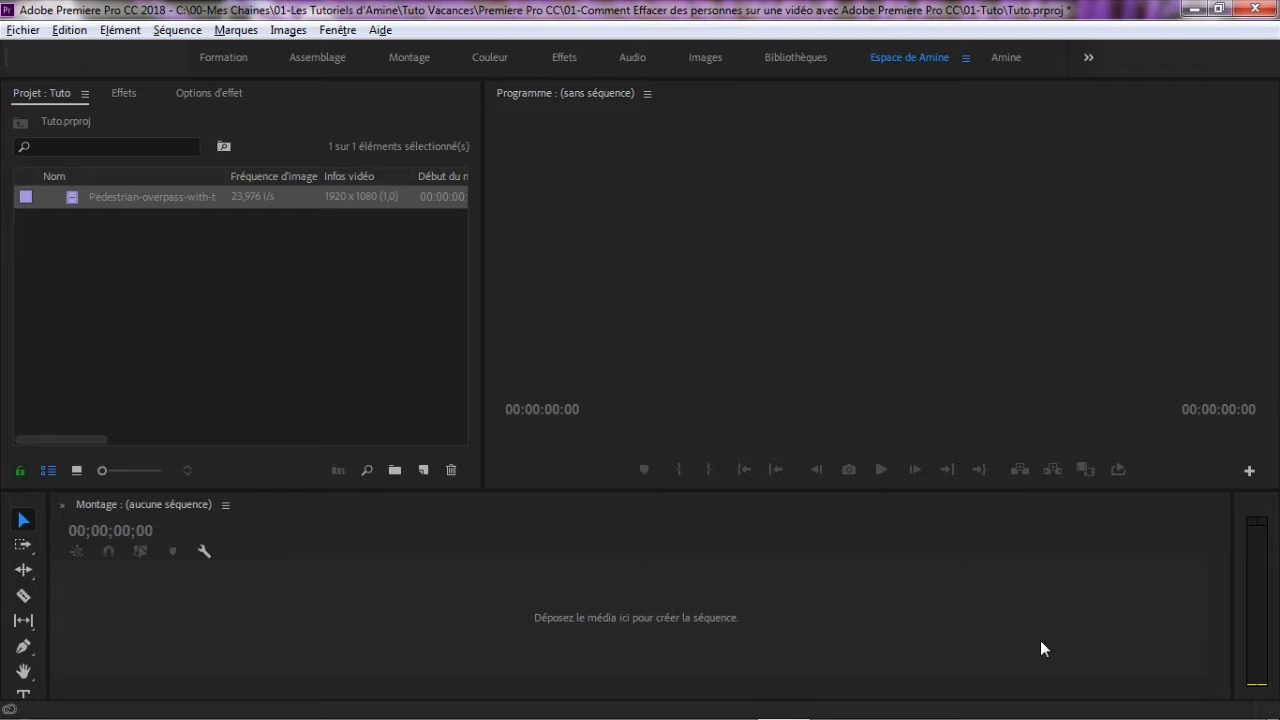 Pr Adobe Premiere Pro CC 2018 - C:\00-Mes Chaines\01-Les Tutoriels d'Amine\Tuto Vacances\Premiere Pro CC\01-Comment Effacer des personnes sur une vidéo avec Adobe Premiere Pro CC\01-Tuto\Tuto.prproj *
Fichier Edition Elément Séquence Marques Images Fenêtre Aide
Formation Assemblage Montage Couleur Effets Audio Images Bibliothèques Espace de Amine Amine
Projet : Tuto Effets Options d'effet Programme : (sans séquence)
Tuto.prproj
1 sur 1 éléments sélectionné(s)
Nom Fréquence d'image Infos vidéo Début du
Pedestrian-overpass-with-t 23,976 i/s 1920 x 1080 (1,0) 00:00:00:
00:00:00:00 00:00:00:00
Montage : (aucune séquence)
00;00;00;00
Déposez le média ici pour créer la séquence.